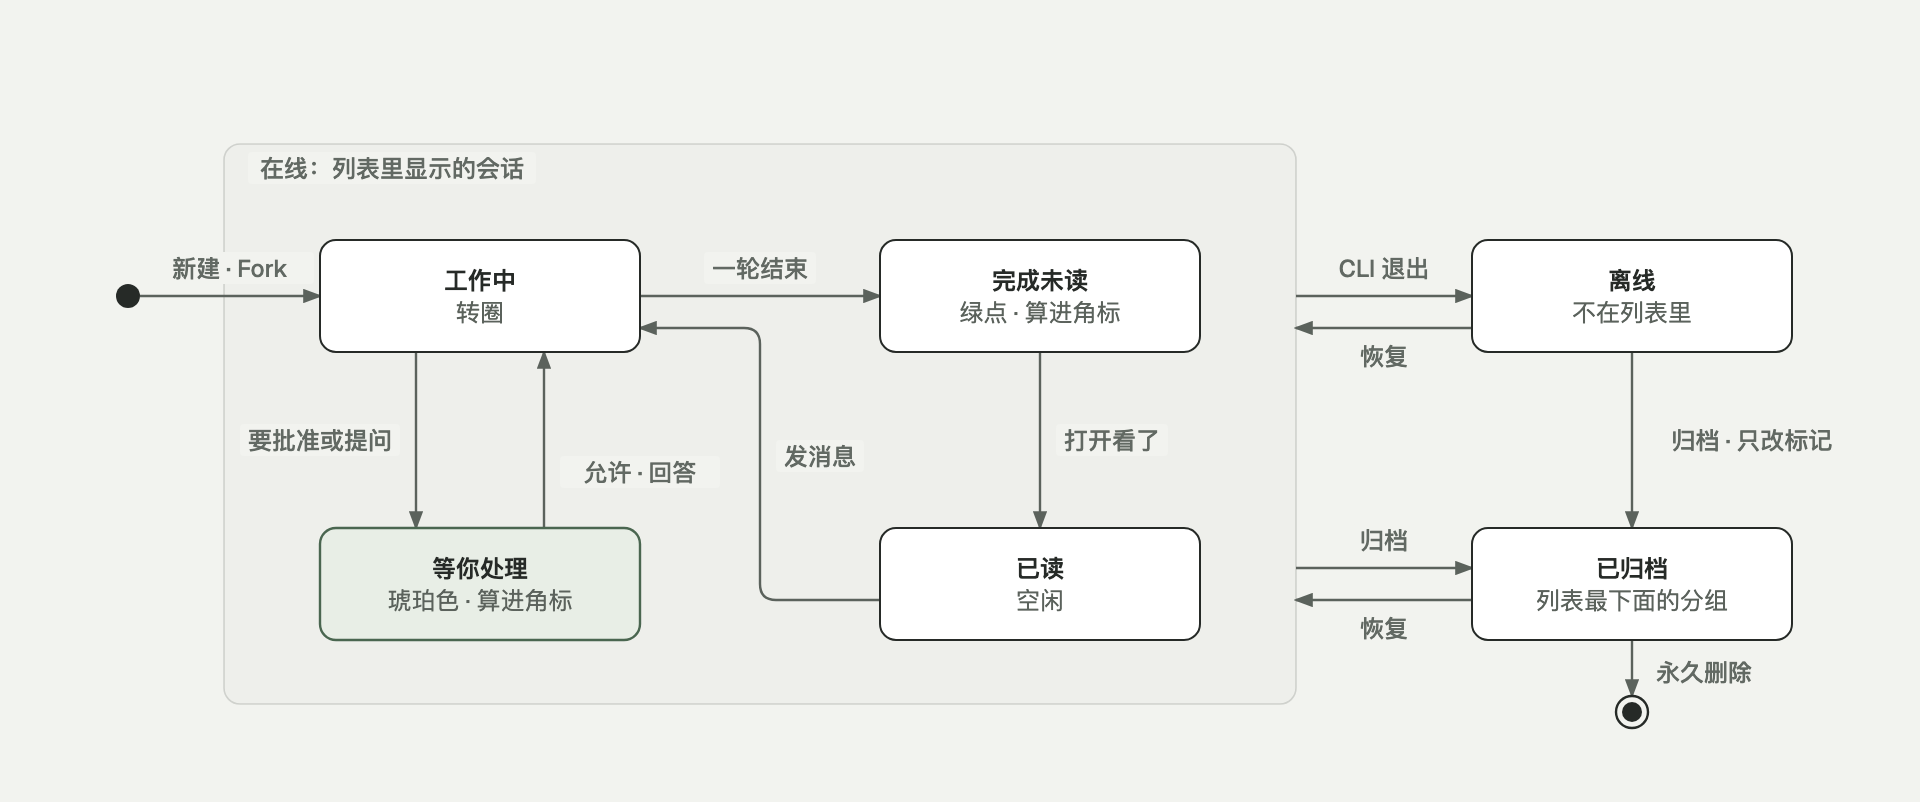 在线：列表里显示的会话
新建 · Fork
工作中
转圈
一轮结束
完成未读
绿点 · 算进角标
CLI 退出
离线
不在列表里
恢复
要批准或提问
允许 · 回答
发消息
打开看了
归档 · 只改标记
等你处理
琥珀色 · 算进角标
已读
空闲
归档
已归档
列表最下面的分组
恢复
永久删除